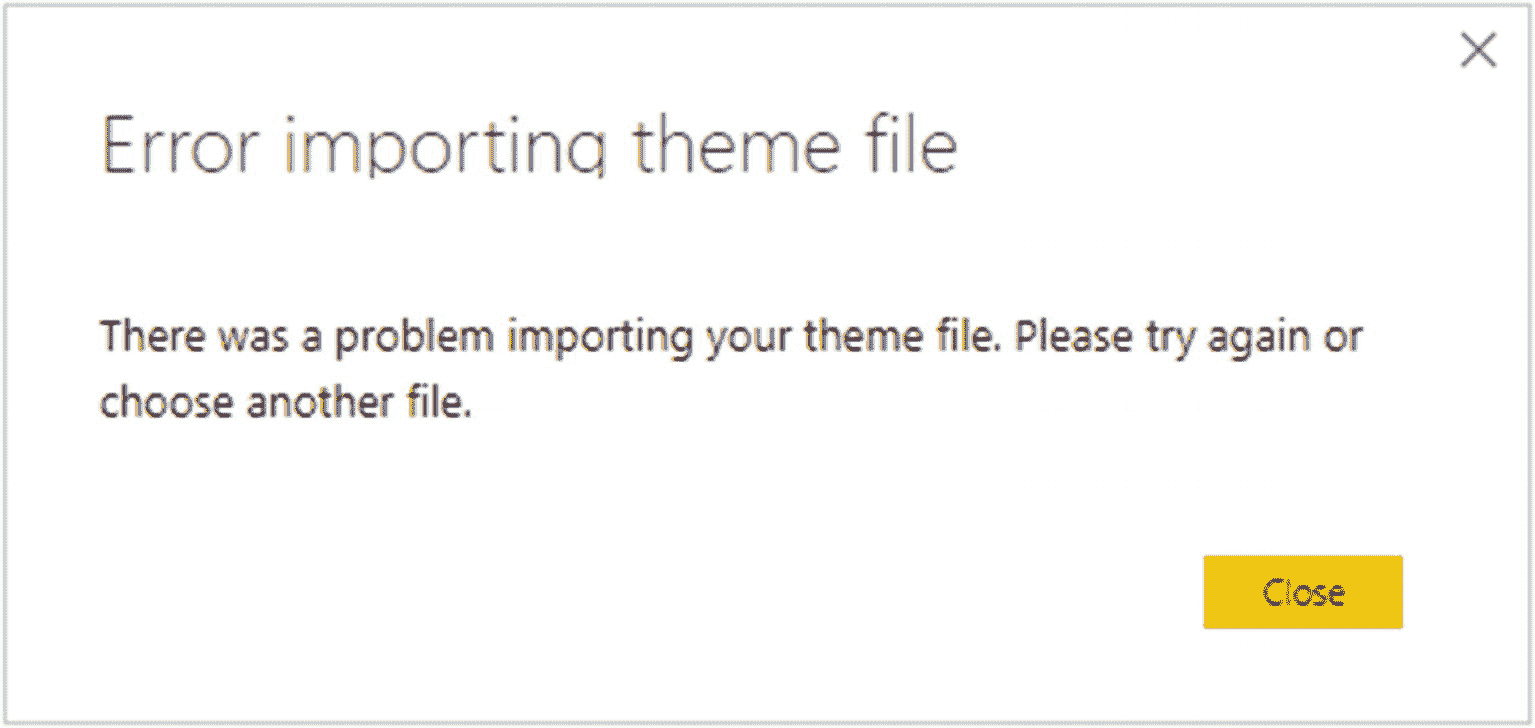 Error importing theme file
There was a problem importing your theme file. Please try again or
choose another file.
Close